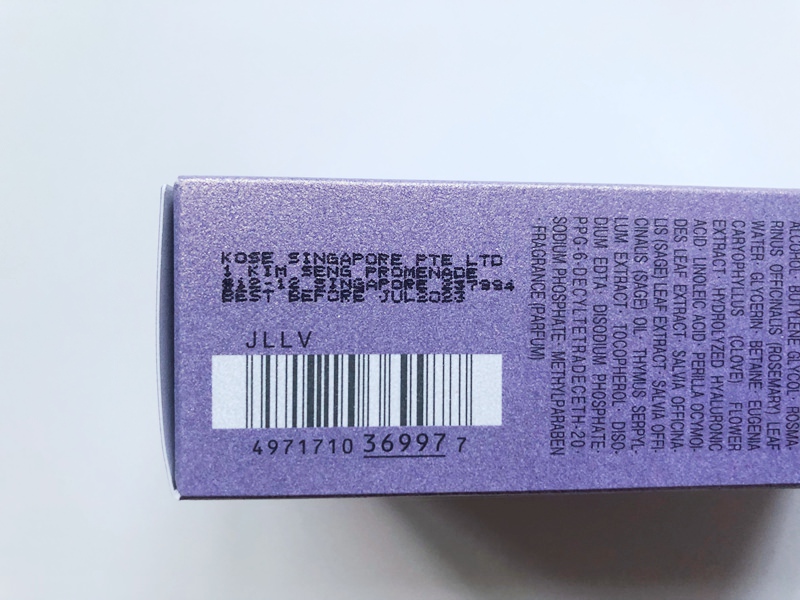 KOSE SINGAPORE PTE LTD
1 KIM SENG PROMENADE
#12-12 SINGAPORE 237994
BEST BEFORE JUL2023
JLLV
4971710 36997 7
ALCOHOL· BUTYLENE GLYCOL· ROSMA-
RINUS OFFICINALIS (ROSEMARY) LEAF
WATER· GLYCERIN· BETAINE· EUGENIA
CARYOPHYLLUS (CLOVE) FLOWER
EXTRACT· HYDROLYZED HYALURONIC
ACID· LINOLEIC ACID· PERILLA OCYMOI-
DES LEAF EXTRACT· SALVIA OFFICINA-
LIS (SAGE) LEAF EXTRACT· SALVIA OFFI-
CINALIS (SAGE) OIL· THYMUS SERPYL-
LUM EXTRACT· TOCOPHEROL· DISO-
DIUM EDTA· DISODIUM PHOSPHATE·
PPG-6-DECYLTETRADECETH-20·
SODIUM PHOSPHATE· METHYLPARABEN
· FRAGRANCE (PARFUM)